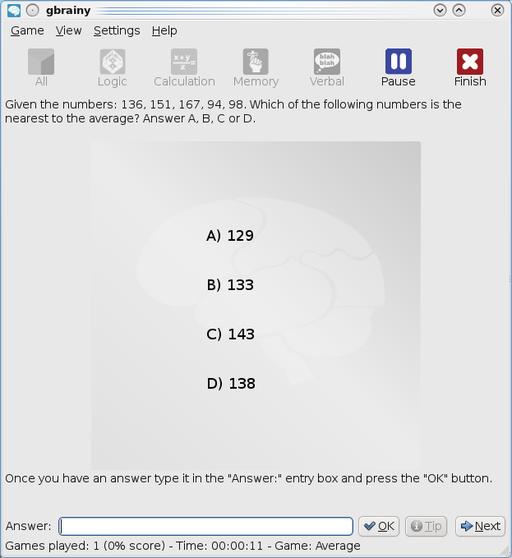 gbrainy
Game View Settings Help
All Logic Calculation Memory Verbal Pause Finish
x+y
z=
blah
blah
Given the numbers: 136, 151, 167, 94, 98. Which of the following numbers is the
nearest to the average? Answer A, B, C or D.
A) 129
B) 133
C) 143
D) 138
Once you have an answer type it in the "Answer:" entry box and press the "OK" button.
Answer: OK Tip Next
Games played: 1 (0% score) - Time: 00:00:11 - Game: Average